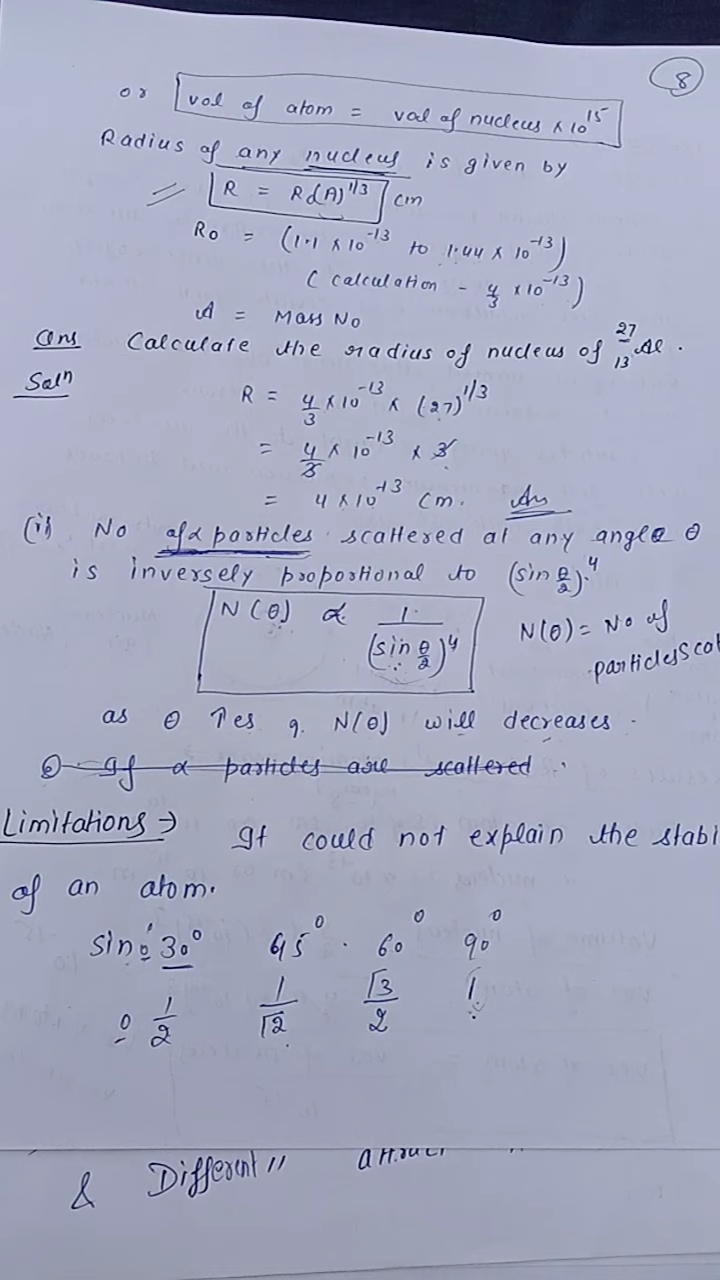 8
or vol of atom = vol of nucleus × 10^15
Radius of any nucleus is given by
R = R₀(A)^1/3 cm
R₀ = (1.1 × 10^-13 to 1.44 × 10^-13)
(calculation - 4/3 × 10^-13)
A = Mass No
Ques Calculate the radius of nucleus of 27 13 Al.
Solⁿ
R = 4/3 × 10^-13 × (27)^1/3
= 4/3 × 10^-13 × 3
= 4 × 10^-13 cm. Ans
(ii) No of α particles scattered at any angle θ
is inversely proportional to (sin θ/2)^4
N(θ) α 1/(sin θ/2)^4 N(θ) = No of
particles scat
as θ ↑es, N(θ) will decreases.
If α particles are scattered.
Limitations → It could not explain the stabi
of an atom.
sin 0° 30° 45° 60° 90°
0 1/2 1/√2 √3/2 1
& Different 11